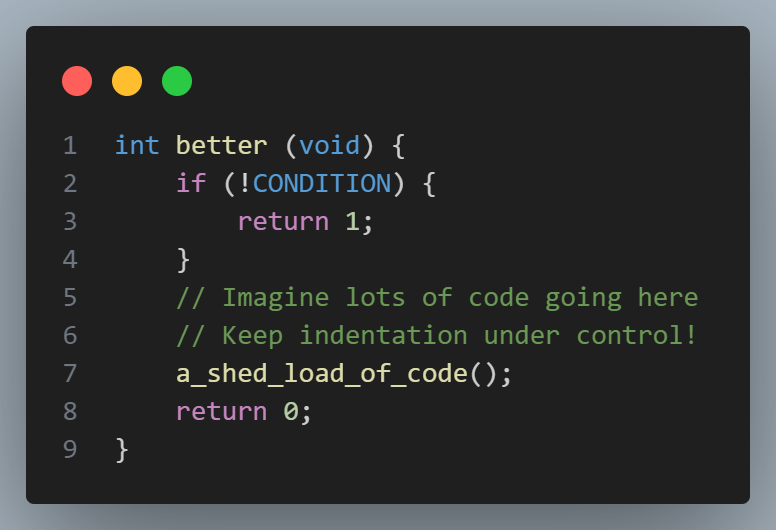 1 int better (void) {
2     if (!CONDITION) {
3         return 1;
4     }
5     // Imagine lots of code going here
6     // Keep indentation under control!
7     a_shed_load_of_code();
8     return 0;
9 }